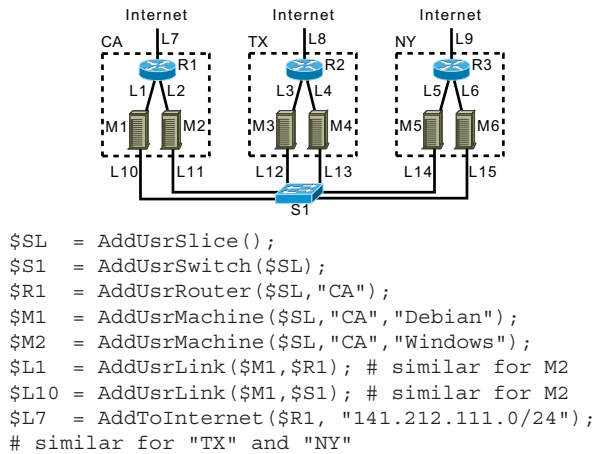 Internet Internet Internet
CA L7 TX L8 NY L9
R1 R2 R3
L1 L2 L3 L4 L5 L6
M1 M2 M3 M4 M5 M6
L10 L11 L12 L13 L14 L15
S1
$SL = AddUsrSlice();
$S1 = AddUsrSwitch($SL);
$R1 = AddUsrRouter($SL,"CA");
$M1 = AddUsrMachine($SL,"CA","Debian");
$M2 = AddUsrMachine($SL,"CA","Windows");
$L1 = AddUsrLink($M1,$R1); # similar for M2
$L10 = AddUsrLink($M1,$S1); # similar for M2
$L7 = AddToInternet($R1, "141.212.111.0/24");
# similar for "TX" and "NY"